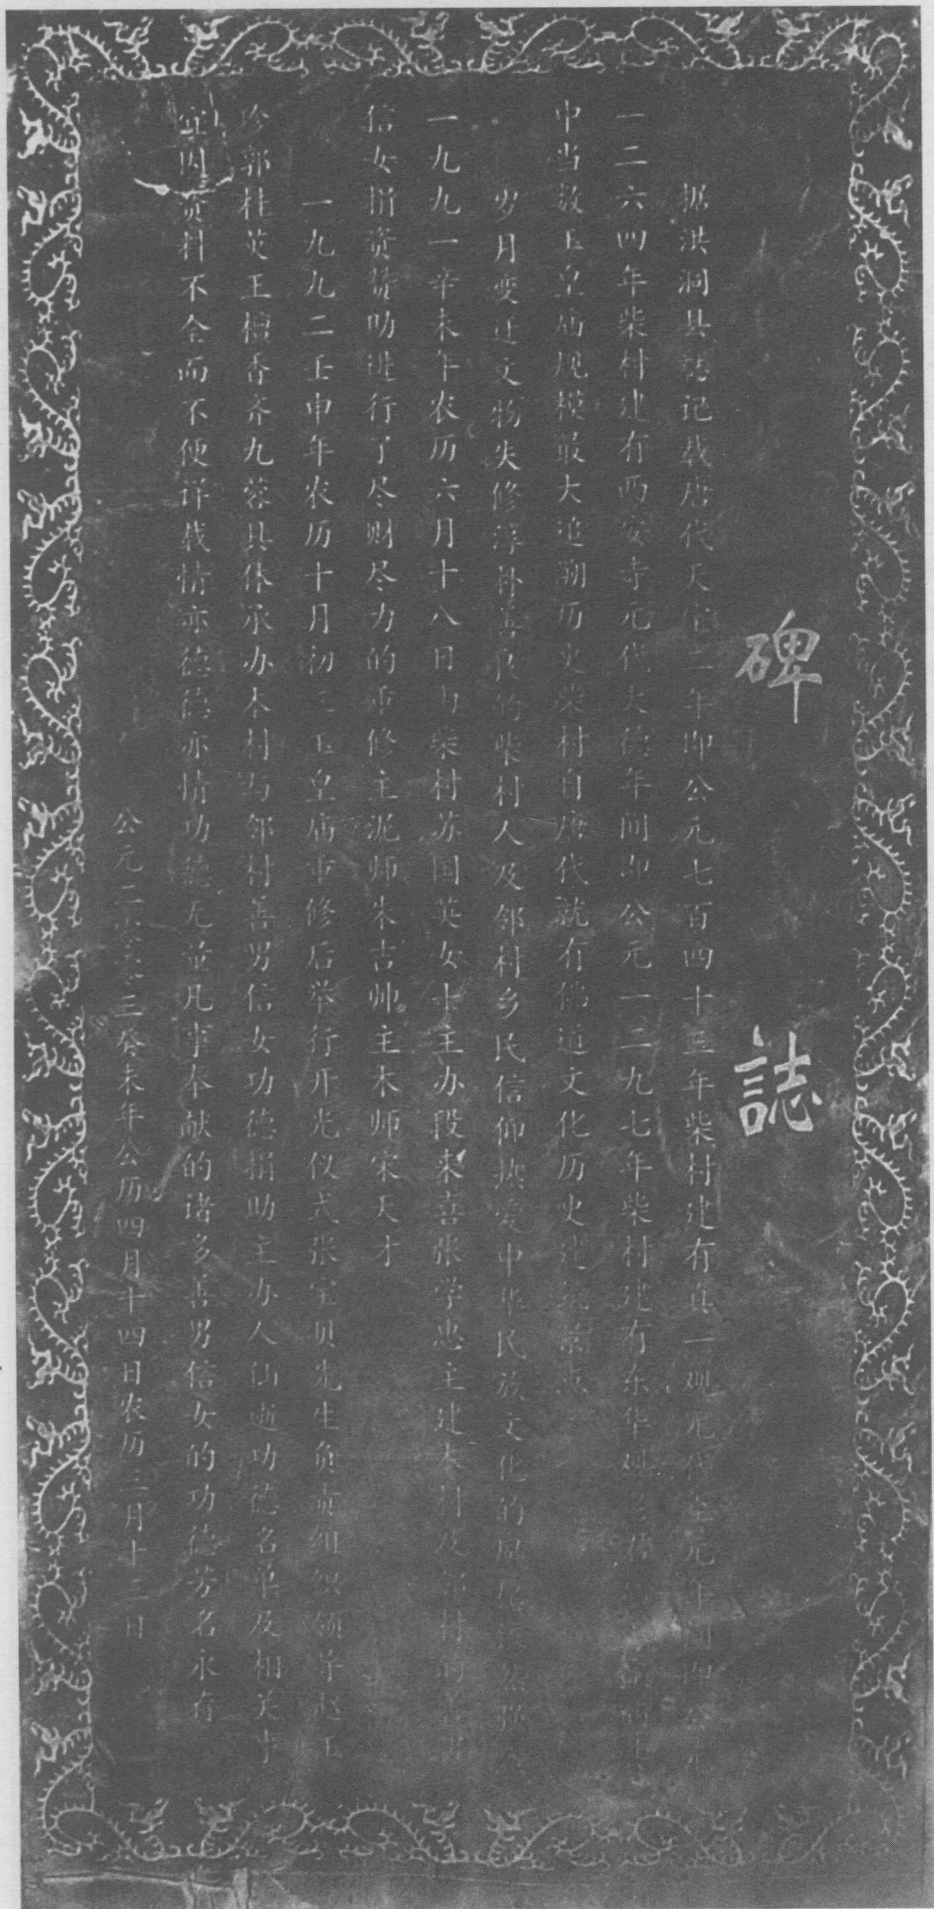 碑誌
据洪洞县誌记载唐代天宝二年即公元七百四十三年柴村建有真一观元代至元年间即公元
一二六四年柴村建有西安寺元代大德年间即公元一二九七年柴村建有东华观
中当数玉皇庙规模最大追溯历史柴村自唐代就有佛道文化历史建筑
岁月变迁文物失修淳朴善良的柴村人及邻村乡民信仰热爱中华民族文化的
一九九一辛未年农历六月十八日由柴村苏国英女士主办段来喜张学忠主建本村及邻村的善男
信女捐资赞助进行了尽财尽力的重修主泥师朱吉帅主木师宋天才
一九九二壬申年农历十月初三玉皇庙重修后举行开光仪式张宝贝先生负责组织领导赵玉
珍郭桂英王檀香齐九蓉具体承办本村与邻村善男信女功德捐助主办人仙逝功德名单及相关事
宜因资料不全而不便详载情亦德德亦情功德无量凡事奉献的诸多善男信女的功德芳名永存
公元二〇〇三癸未年公历四月十四日农历三月十三日